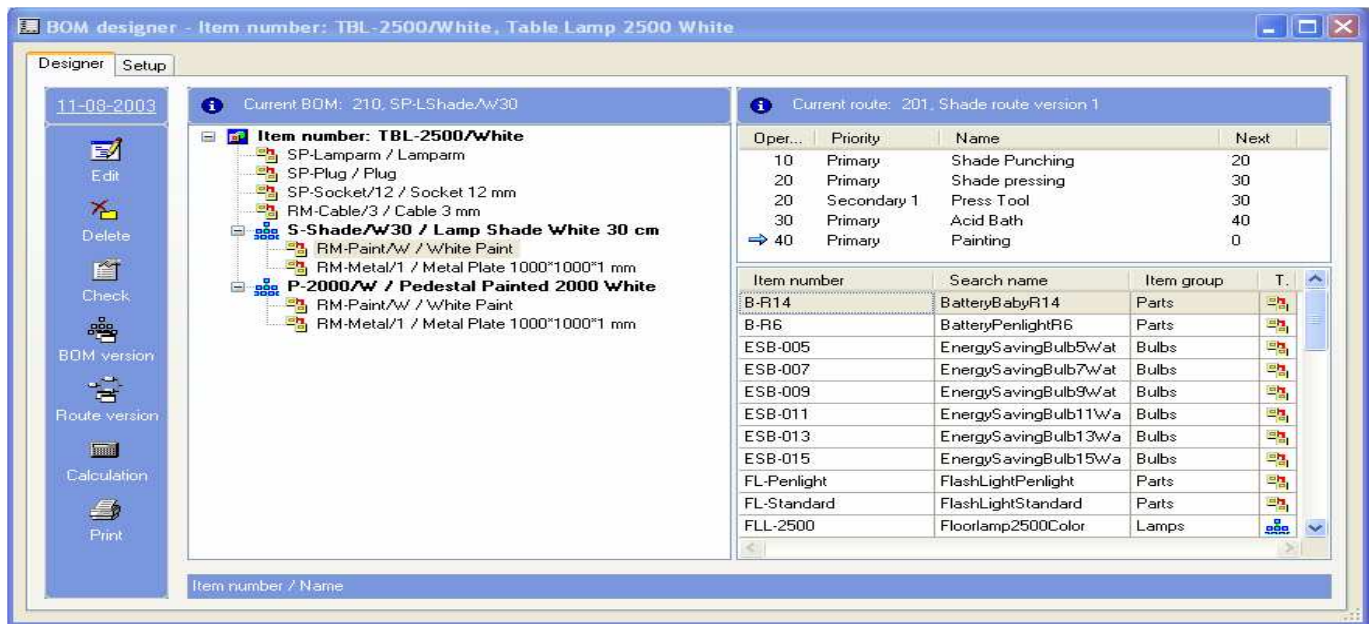 BOM designer - Item number: TBL-2500/White, Table Lamp 2500 White
Designer Setup
11-08-2003
Edit
Delete
Check
BOM version
Route version
Calculation
Print
Current BOM: 210, SP-LShade/W30
Item number: TBL-2500/White
SP-Lamparm / Lamparm
SP-Plug / Plug
SP-Socket/12 / Socket 12 mm
RM-Cable/3 / Cable 3 mm
S-Shade/W30 / Lamp Shade White 30 cm
RM-Paint/W / White Paint
RM-Metal/1 / Metal Plate 1000*1000*1 mm
P-2000/W / Pedestal Painted 2000 White
RM-Paint/W / White Paint
RM-Metal/1 / Metal Plate 1000*1000*1 mm
Current route: 201, Shade route version 1
Oper... Priority Name Next
10 Primary Shade Punching 20
20 Primary Shade pressing 30
20 Secondary 1 Press Tool 30
30 Primary Acid Bath 40
40 Primary Painting 0
Item number Search name Item group T.
B-R14 BatteryBabyR14 Parts
B-R6 BatteryPenlightR6 Parts
ESB-005 EnergySavingBulb5Wat Bulbs
ESB-007 EnergySavingBulb7Wat Bulbs
ESB-009 EnergySavingBulb9Wat Bulbs
ESB-011 EnergySavingBulb11Wa Bulbs
ESB-013 EnergySavingBulb13Wa Bulbs
ESB-015 EnergySavingBulb15Wa Bulbs
FL-Penlight FlashLightPenlight Parts
FL-Standard FlashLightStandard Parts
FLL-2500 Floorlamp2500Color Lamps
Item number / Name